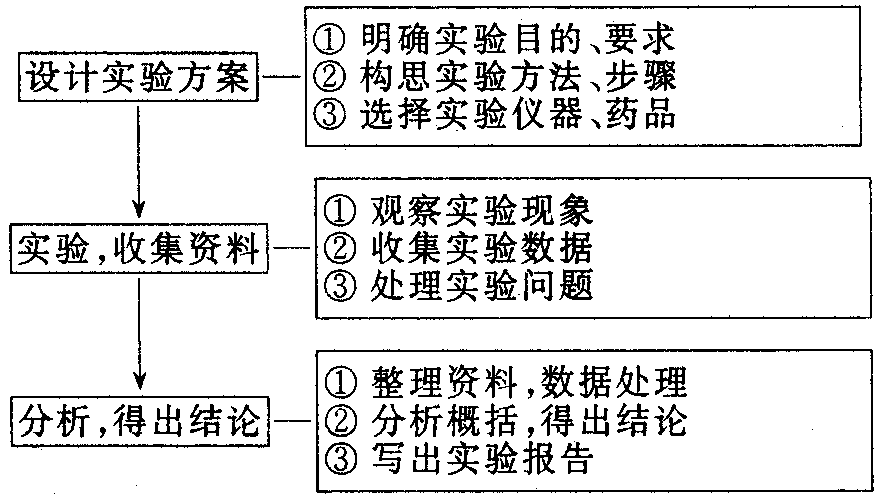 设计实验方案
① 明确实验目的、要求
② 构思实验方法、步骤
③ 选择实验仪器、药品
实验,收集资料
① 观察实验现象
② 收集实验数据
③ 处理实验问题
分析,得出结论
① 整理资料,数据处理
② 分析概括,得出结论
③ 写出实验报告